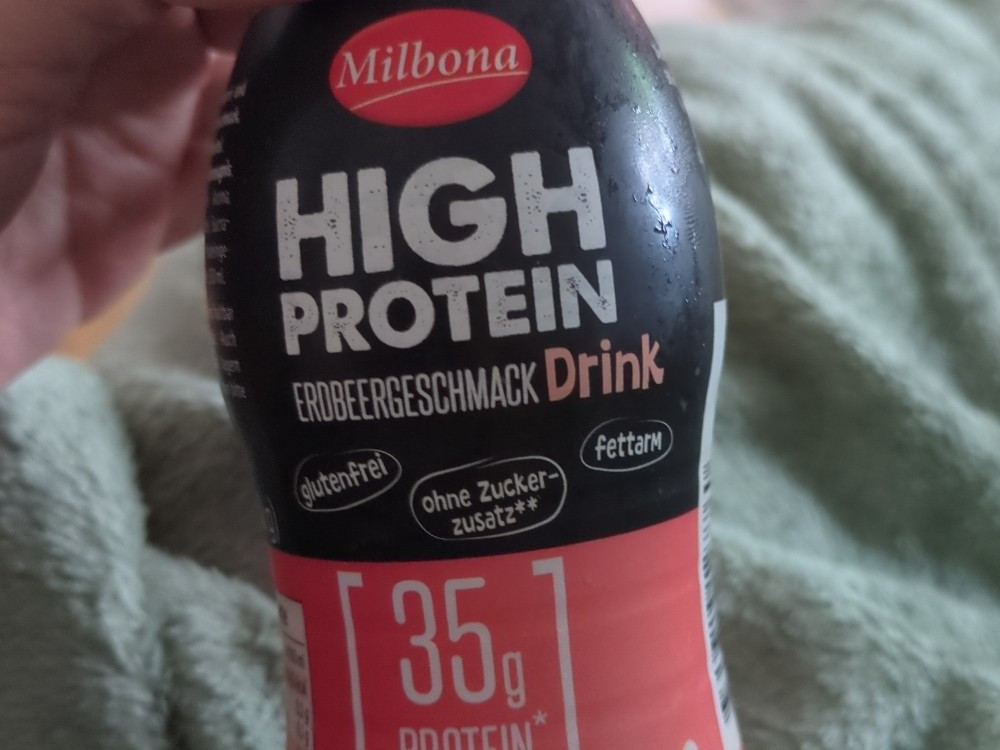 Milbona
HIGH
PROTEIN
ERDBEERGESCHMACK Drink
glutenfrei
ohne Zucker-
zusatz**
fettarm
35g
PROTEIN*